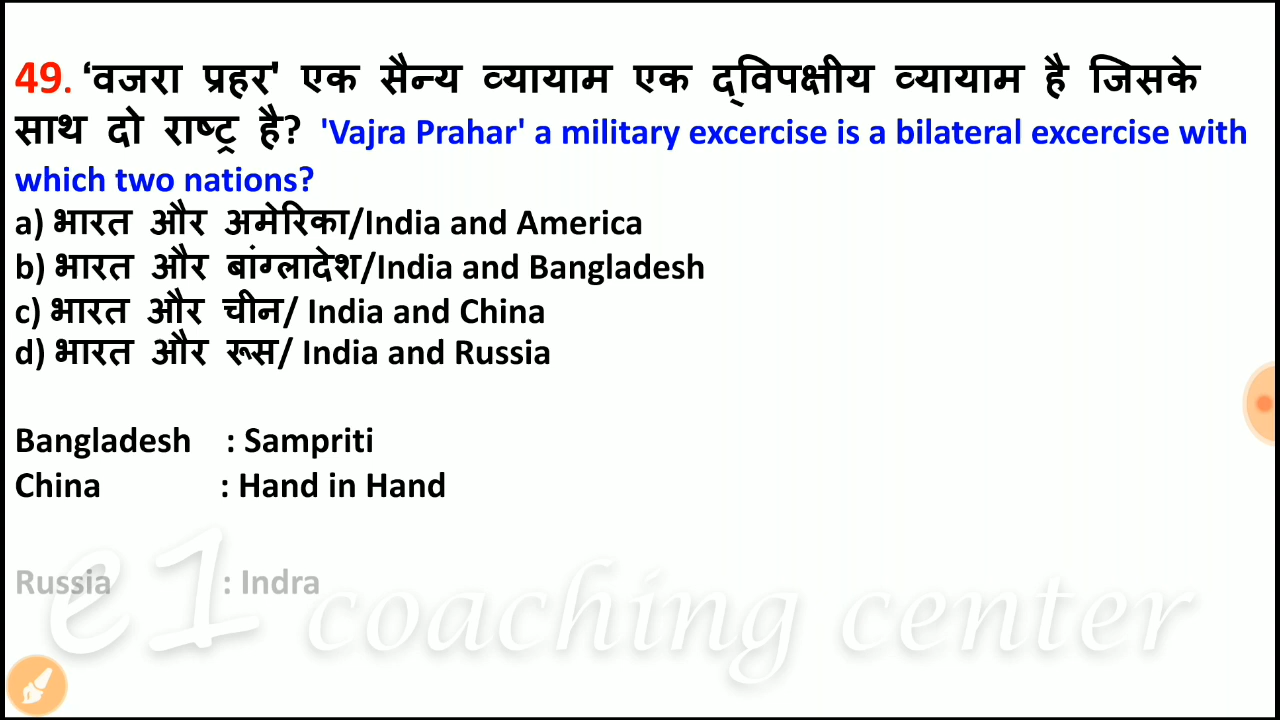 49. ‘वजरा प्रहर' एक सैन्य व्यायाम एक द्विपक्षीय व्यायाम है जिसके
साथ दो राष्ट्र है? 'Vajra Prahar' a military excercise is a bilateral excercise with
which two nations?
a) भारत और अमेरिका/India and America
b) भारत और बांग्लादेश/India and Bangladesh
c) भारत और चीन/ India and China
d) भारत और रूस/ India and Russia
Bangladesh : Sampriti
China : Hand in Hand
Russia : Indra
e1 coaching center